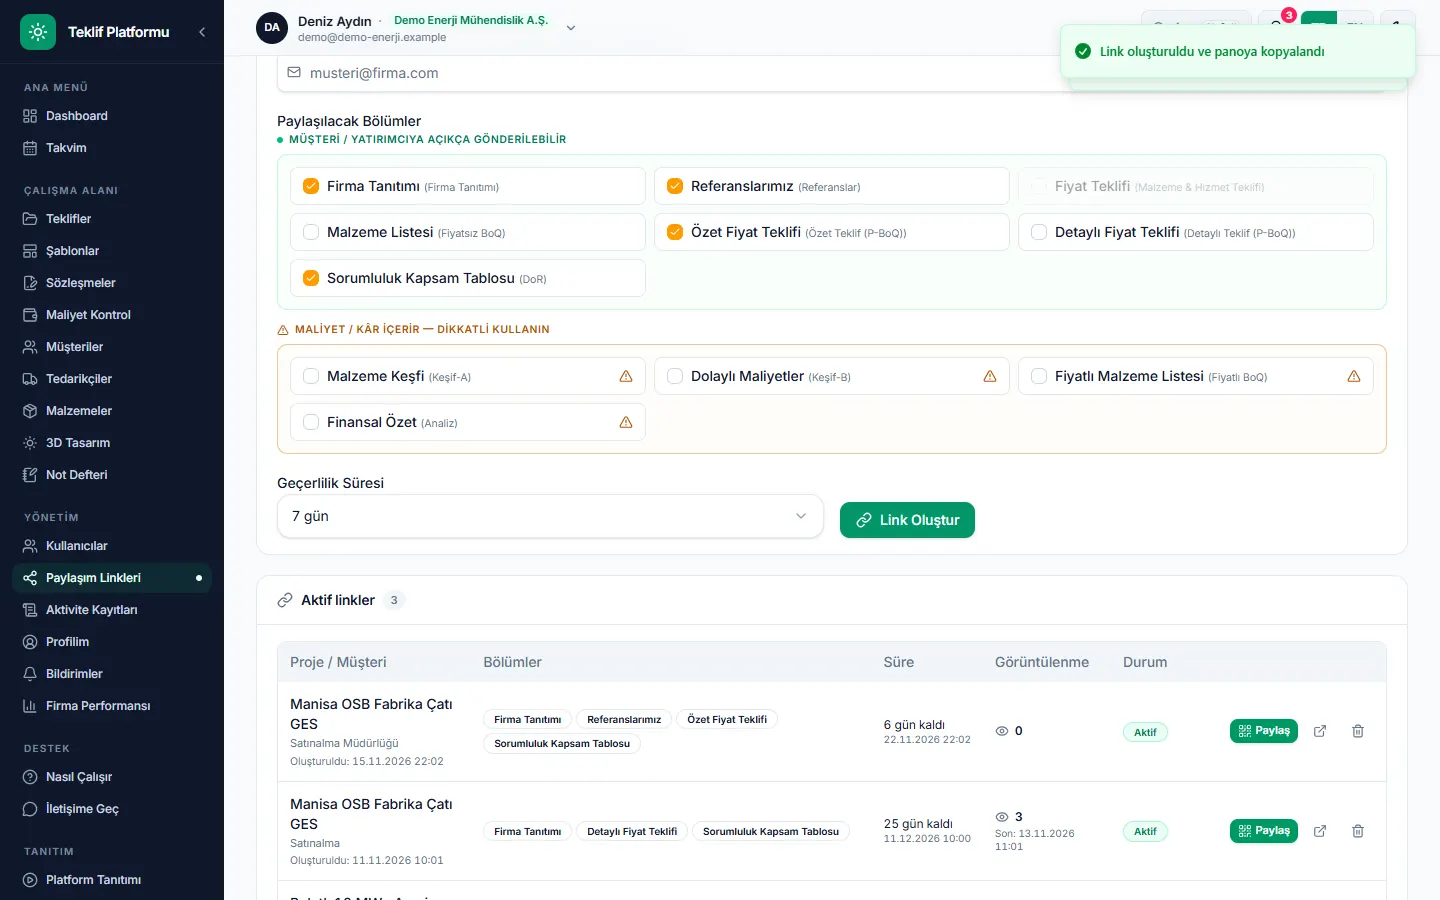 Teklif Platformu
ANA MENÜ
Dashboard
Takvim
ÇALIŞMA ALANI
Teklifler
Şablonlar
Sözleşmeler
Maliyet Kontrol
Müşteriler
Tedarikçiler
Malzemeler
3D Tasarım
Not Defteri
YÖNETİM
Kullanıcılar
Paylaşım Linkleri
Aktivite Kayıtları
Profilim
Bildirimler
Firma Performansı
DESTEK
Nasıl Çalışır
İletişime Geç
TANITIM
Platform Tanıtımı
DA
Deniz Aydın · Demo Enerji Mühendislik A.Ş.
demo@demo-enerji.example
3
Link oluşturuldu ve panoya kopyalandı
musteri@firma.com
Paylaşılacak Bölümler
MÜŞTERİ / YATIRIMCIYA AÇIKÇA GÖNDERİLEBİLİR
Firma Tanıtımı (Firma Tanıtımı)
Referanslarımız (Referanslar)
Fiyat Teklifi (Malzeme & Hizmet Teklifi)
Malzeme Listesi (Fiyatsız BoQ)
Özet Fiyat Teklifi (Özet Teklif (P-BoQ))
Detaylı Fiyat Teklifi (Detaylı Teklif (P-BoQ))
Sorumluluk Kapsam Tablosu (DoR)
MALİYET / KÂR İÇERİR — DİKKATLİ KULLANIN
Malzeme Keşfi (Keşif-A)
Dolaylı Maliyetler (Keşif-B)
Fiyatlı Malzeme Listesi (Fiyatlı BoQ)
Finansal Özet (Analiz)
Geçerlilik Süresi
7 gün
Link Oluştur
Aktif linkler 3
Proje / Müşteri Bölümler Süre Görüntülenme Durum
Manisa OSB Fabrika Çatı
GES
Satınalma Müdürlüğü
Oluşturuldu: 15.11.2026 22:02
Firma Tanıtımı Referanslarımız Özet Fiyat Teklifi
Sorumluluk Kapsam Tablosu
6 gün kaldı
22.11.2026 22:02
0
Aktif
Paylaş
Manisa OSB Fabrika Çatı
GES
Satınalma
Oluşturuldu: 11.11.2026 10:01
Firma Tanıtımı Detaylı Fiyat Teklifi Sorumluluk Kapsam Tablosu
25 gün kaldı
11.12.2026 10:00
3
Son: 13.11.2026
11:01
Aktif
Paylaş